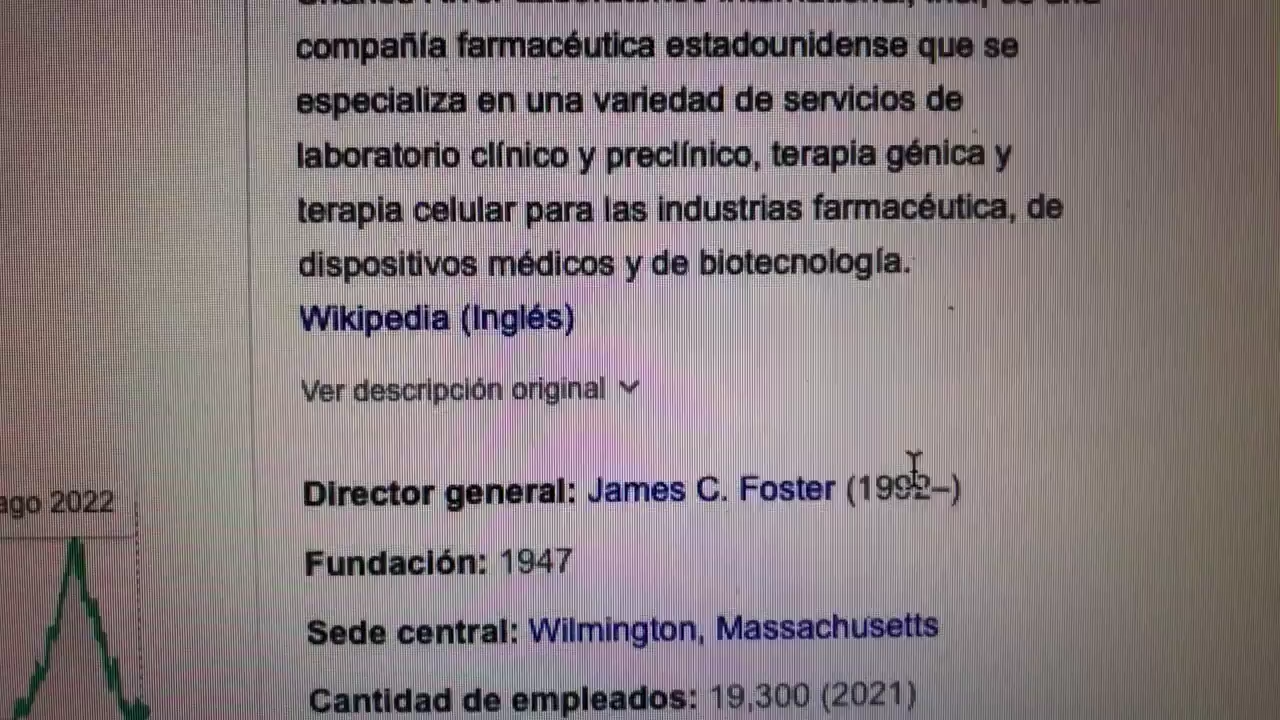 compañía farmacéutica estadounidense que se
especializa en una variedad de servicios de
laboratorio clínico y preclínico, terapia génica y
terapia celular para las industrias farmacéutica, de
dispositivos médicos y de biotecnología.
Wikipedia (Inglés)
Ver descripción original
Director general: James C. Foster (1992–)
ago 2022
Fundación: 1947
Sede central: Wilmington, Massachusetts
Cantidad de empleados: 19,300 (2021)